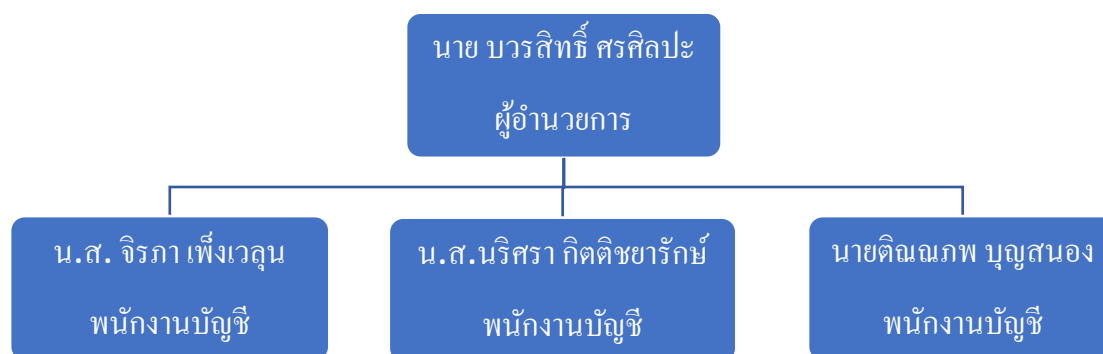 นาย บวรสิทธิ์ ศรศิลปะ
ผู้อำนวยการ
น.ส. จิรภา เพ็งเวลุน
พนักงานบัญชี
น.ส.นริศรา กิตติชยารักษ์
พนักงานบัญชี
นายติณณภพ บุญสนอง
พนักงานบัญชี